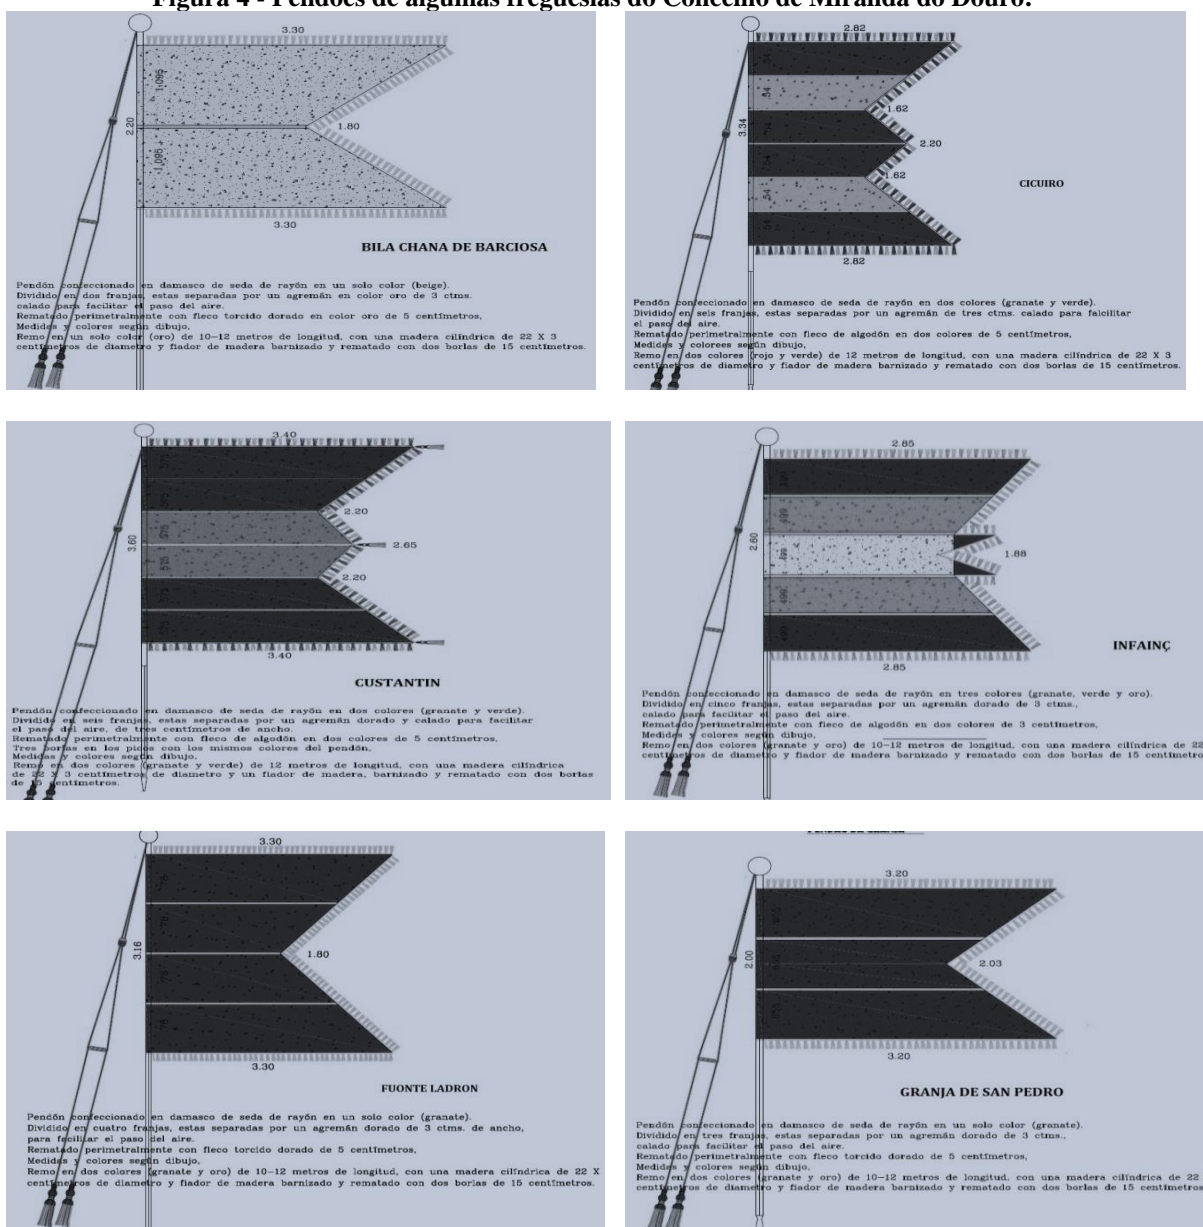 Figura 4 - Pendões de algumas freguesias do Concelho de Miranda do Douro.
3.30
1.095
2.20
1.80
1.095
3.30
BILA CHANA DE BARCIOSA
Pendón confeccionado en damasco de seda de rayón en un solo color (beige).
Dividido en dos franjas, estas separadas por un agremán en color oro de 3 ctms.
calado para facilitar el paso del aire.
Rematado perimetralmente con fleco torcido dorado en color oro de 5 centímetros,
Medidas y colores según dibujo,
Remo en un solo color (oro) de 10-12 metros de longitud, con una madera cilíndrica de 22 X 3
centímetros de diametro y fiador de madera barnizado y rematado con dos borlas de 15 centímetros.
2.82
.54
.54
1.62
3.34
.54
2.20
.54
1.62
.54
.54
2.82
CICUIRO
Pendón confeccionado en damasco de seda de rayón en dos colores (granate y verde).
Dividido en seis franjas, estas separadas por un agremán de tres ctms. calado para falcilitar
el paso del aire.
Rematado perimetralmente con fleco de algodón en dos colores de 5 centímetros,
Medidas y colorees según dibujo,
Remo en dos colores (rojo y verde) de 12 metros de longitud, con una madera cilíndrica de 22 X 3
centímetros de diametro y fiador de madera barnizado y rematado con dos borlas de 15 centímetros.
3.40
.575
.575
2.20
.575
3.60
2.65
.575
2.20
.575
.575
3.40
CUSTANTIN
Pendón confeccionado en damasco de seda de rayón en dos colores (granate y verde).
Dividido en seis franjas, estas separadas por un agremán dorado y calado para facilitar
el paso del aire, de tres centímetros de ancho.
Rematado perimetralmente con fleco de algodón en dos colores de 5 centímetros,
Tres borlas en los picos con los mismos colores del pendón,
Medidas y colores según dibujo,
Remo en dos colores (granate y verde) de 12 metros de longitud, con una madera cilíndrica
de 22 X 3 centímetros de diametro y un fiador de madera, barnizado y rematado con dos borlas
de 15 centímetros.
2.85
.499
.499
2.60
.499
1.88
.499
.499
2.85
INFAINÇ
Pendón confeccionado en damasco de seda de rayón en tres colores (granate, verde y oro).
Dividido en cinco franjas, estas separadas por un agremán dorado de 3 ctms.,
calado para facilitar el paso del aire.
Rematado perimetralmente con fleco de algodón en dos colores de 3 centímetros,
Medidas y colores según dibujo,
Remo en dos colores (granate y oro) de 10-12 metros de longitud, con una madera cilíndrica de 22
centímetros de diametro y fiador de madera barnizado y rematado con dos borlas de 15 centímetro
3.30
.78
.78
3.16
1.80
.78
.78
3.30
FUONTE LADRON
Pendón confeccionado en damasco de seda de rayón en un solo color (granate).
Dividido en cuatro franjas, estas separadas por un agremán dorado de 3 ctms. de ancho,
para facilitar el paso del aire.
Rematado perimetralmente con fleco torcido dorado de 5 centímetros,
Medidas y colores según dibujo,
Remo en dos colores (granate y oro) de 10-12 metros de longitud, con una madera cilíndrica de 22 X
centímetros de diametro y fiador de madera barnizado y rematado con dos borlas de 15 centímetros.
3.20
2.00
2.03
3.20
GRANJA DE SAN PEDRO
Pendón confeccionado en damasco de seda de rayón en un solo color (granate).
Dividido en tres franjas, estas separadas por un agremán dorado de 3 ctms.,
calado para facilitar el paso del aire.
Rematado perimetralmente con fleco torcido dorado de 5 centímetros,
Medidas y colores según dibujo,
Remo en dos colores (granate y oro) de 10-12 metros de longitud, con una madera cilíndrica de 22
centímetros de diametro y fiador de madera barnizado y rematado con dos borlas de 15 centímetros